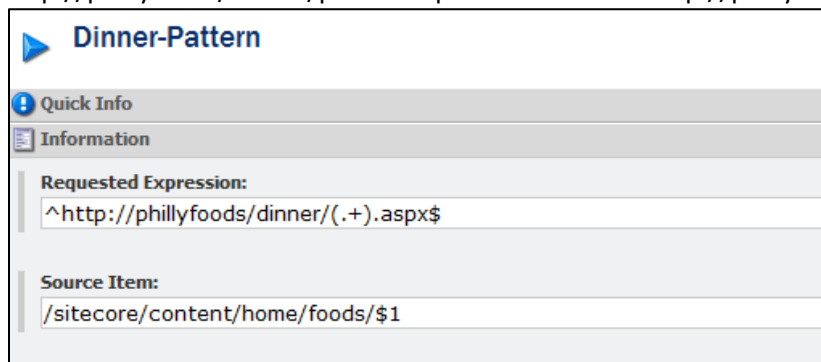 Dinner-Pattern
Quick Info
Information
Requested Expression:
^http://phillyfoods/dinner/(.+).aspx$
Source Item:
/sitecore/content/home/foods/$1